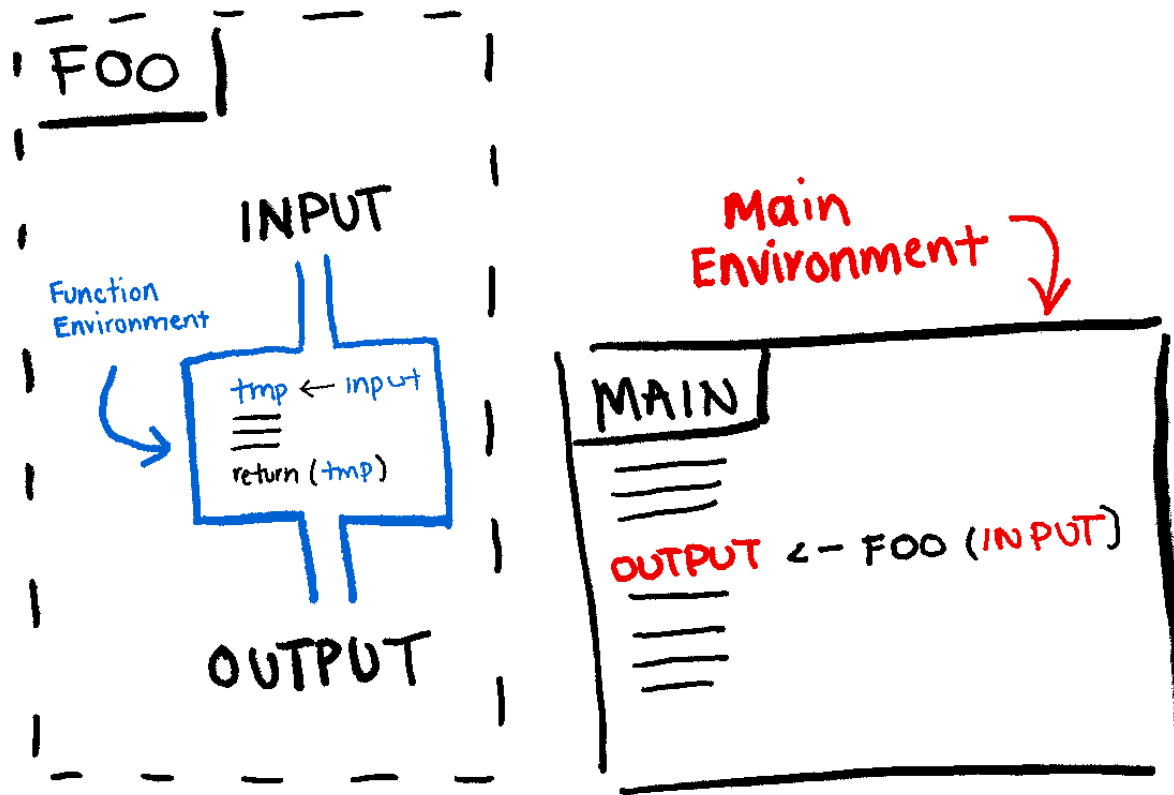 FOO
INPUT
Function
Environment
tmp ← input
return (tmp)
OUTPUT
Main
Environment
MAIN
OUTPUT <- FOO (INPUT)